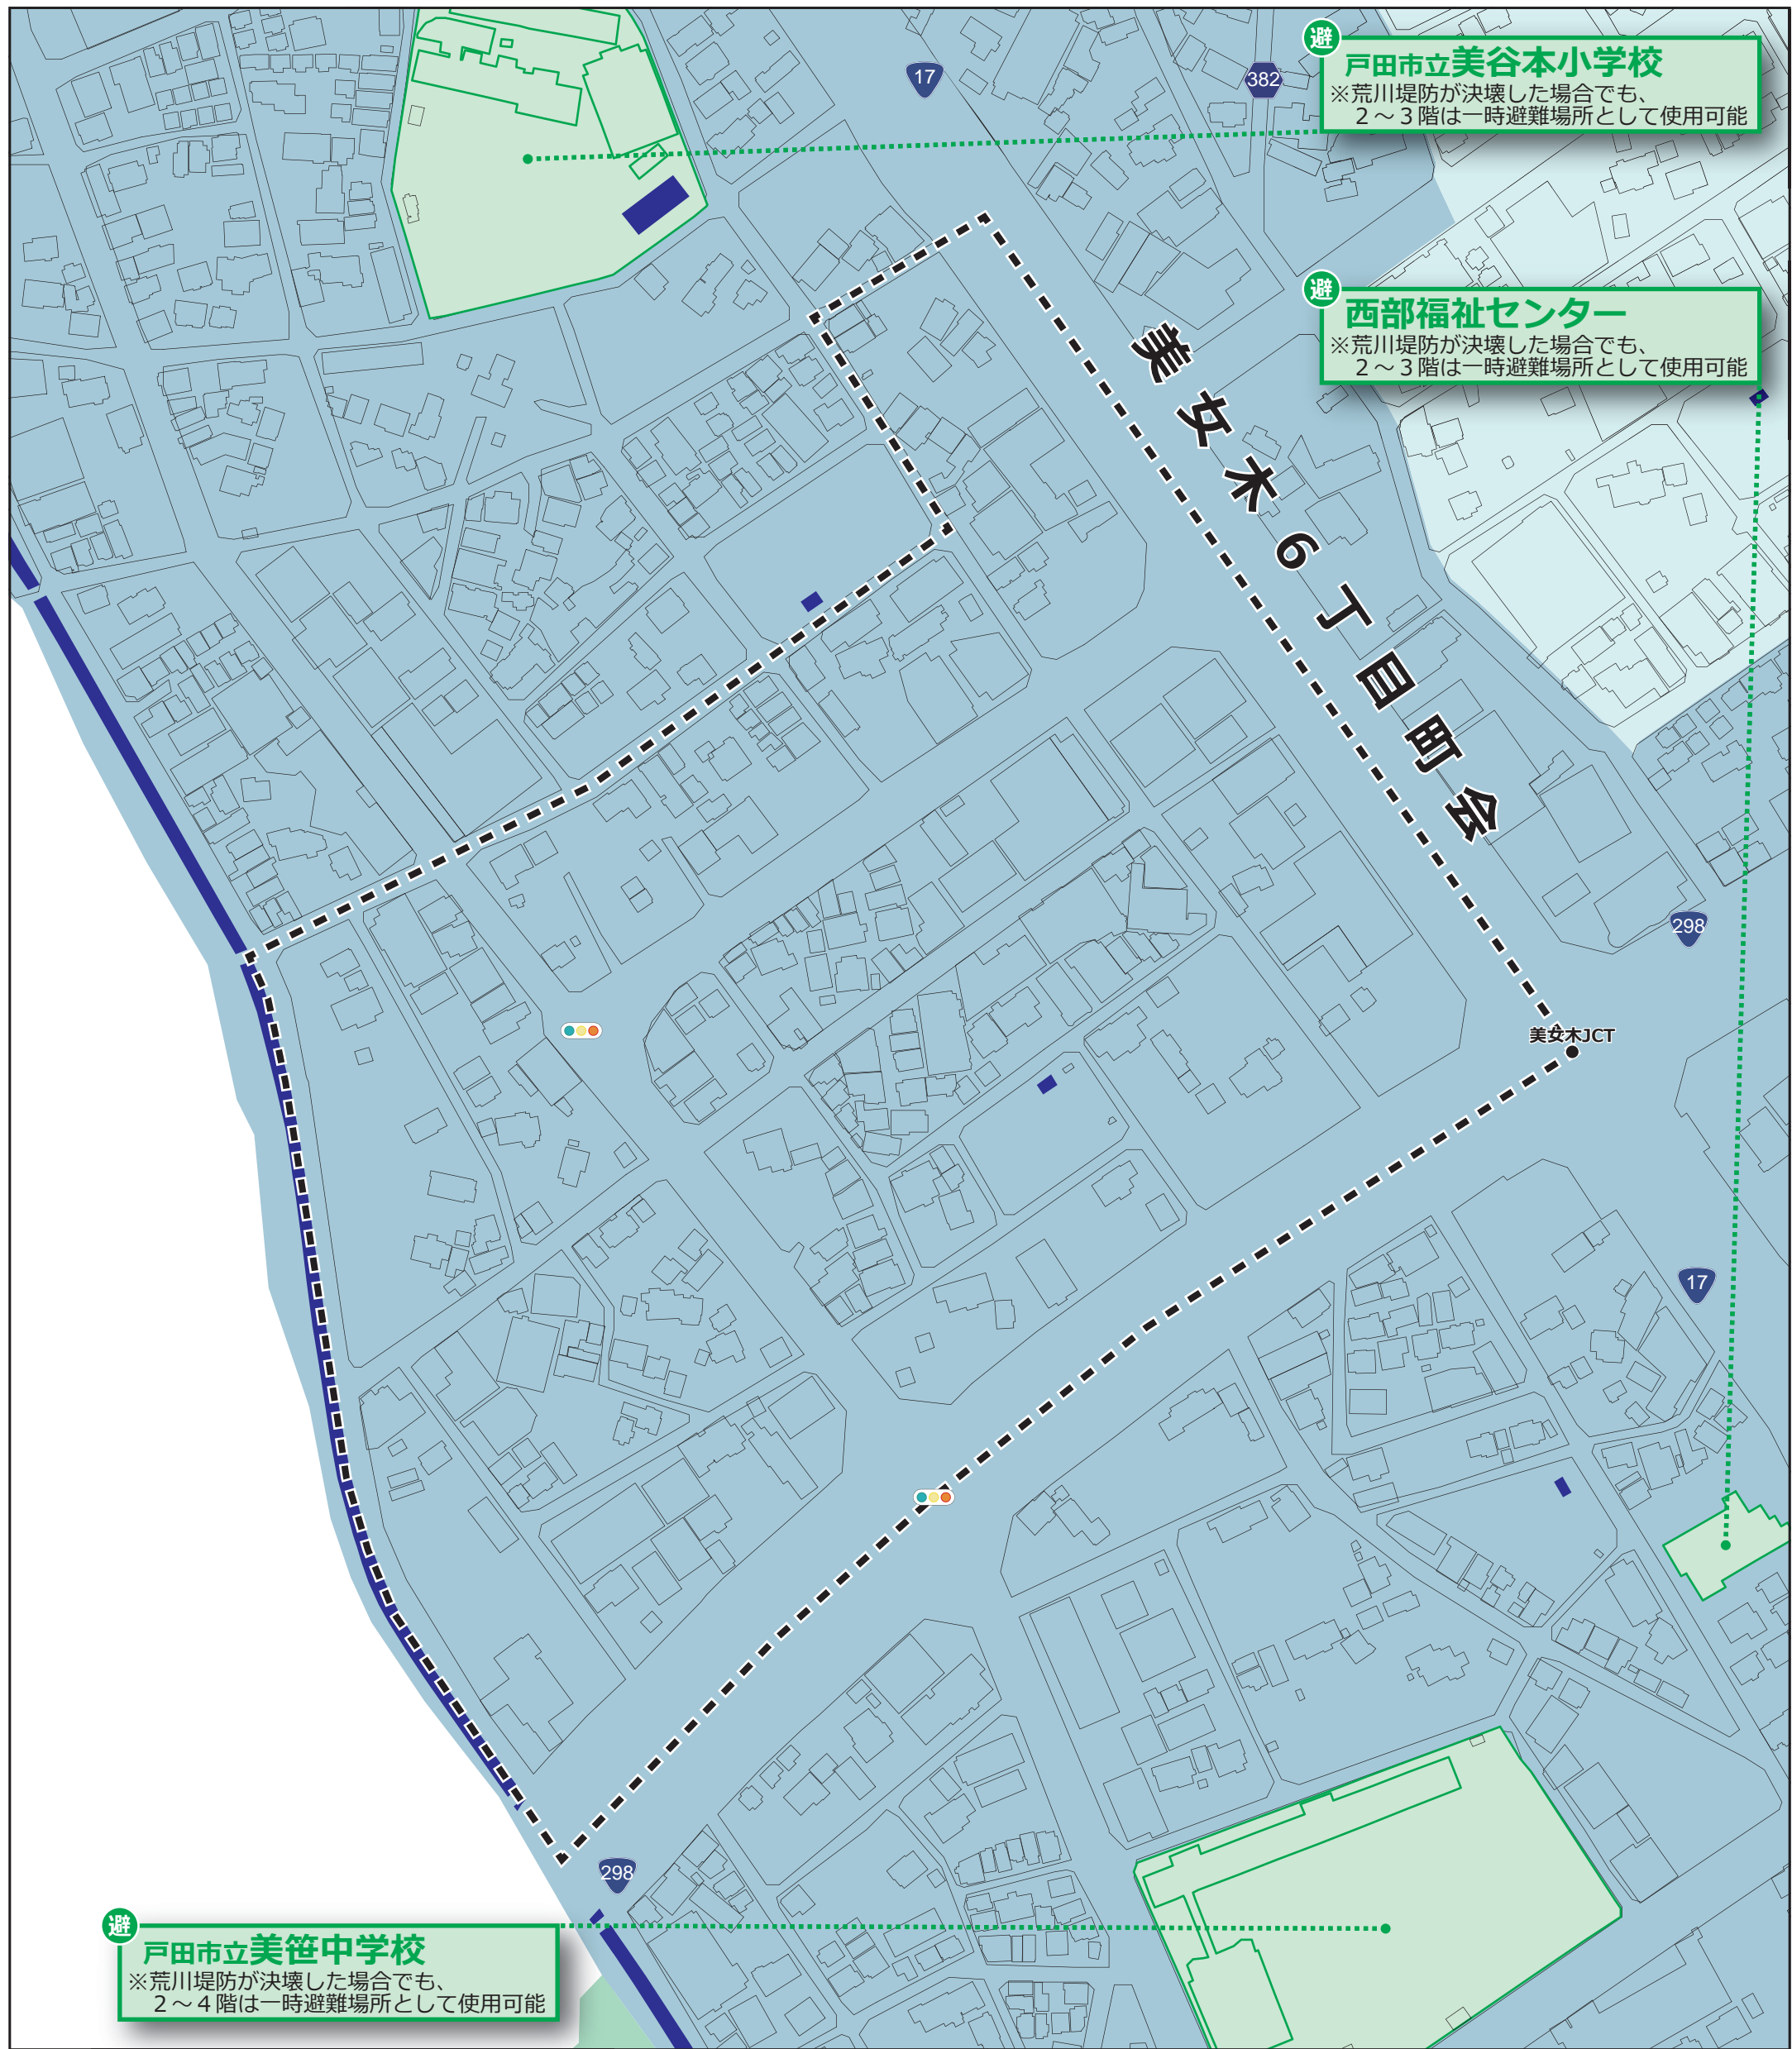 17
382
避
戸田市立美谷本小学校
※荒川堤防が決壊した場合でも、
２～３階は一時避難場所として使用可能
避
西部福祉センター
※荒川堤防が決壊した場合でも、
２～３階は一時避難場所として使用可能
美女木６丁目町会
298
美女木JCT
17
298
避
戸田市立美笹中学校
※荒川堤防が決壊した場合でも、
２～４階は一時避難場所として使用可能